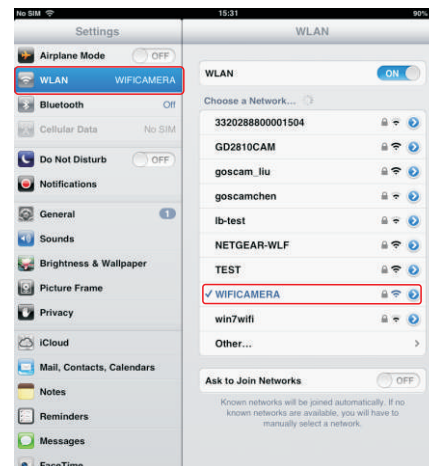 No SIM 15:31 90%
Settings
Airplane Mode OFF
WLAN WIFICAMERA
Bluetooth Off
Cellular Data No SIM
Do Not Disturb OFF
Notifications
General 1
Sounds
Brightness & Wallpaper
Picture Frame
Privacy
iCloud
Mail, Contacts, Calendars
Notes
Reminders
Messages
FaceTime
WLAN
WLAN ON
Choose a Network...
3320288800001504
GD2810CAM
goscam_liu
goscamchen
lb-test
NETGEAR-WLF
TEST
✓ WIFICAMERA
win7wifi
Other...
Ask to Join Networks OFF
Known networks will be joined automatically. If no
known networks are available, you will have to
manually select a network.